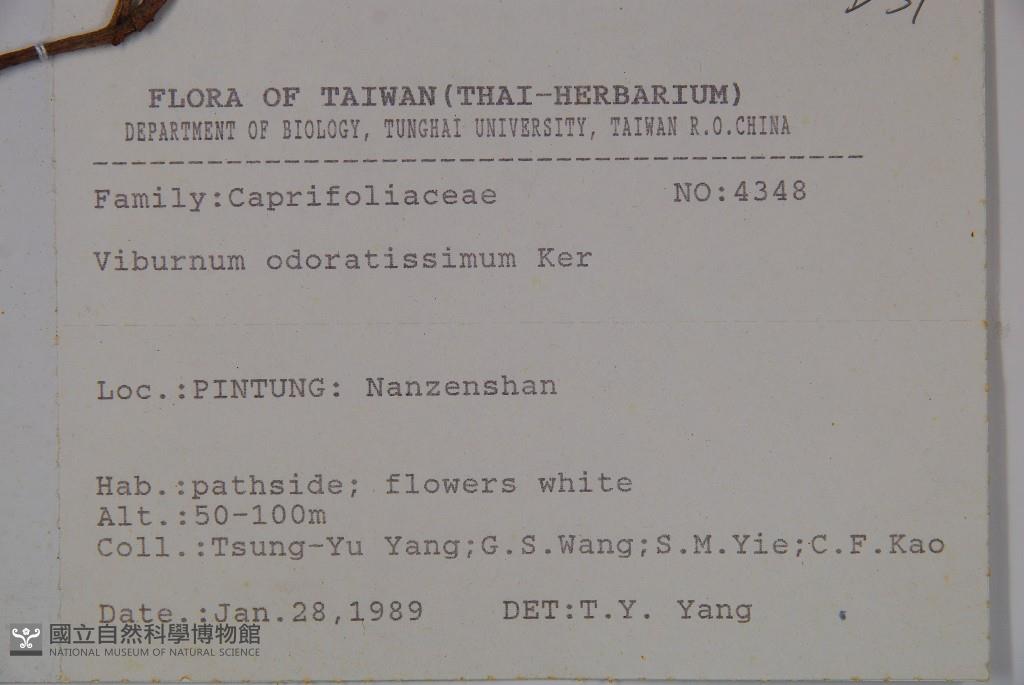 FLORA OF TAIWAN(THAI-HERBARIUM)
DEPARTMENT OF BIOLOGY, TUNGHAI UNIVERSITY, TAIWAN R.O.CHINA
Family:Caprifoliaceae NO:4348
Viburnum odoratissimum Ker
Loc.:PINTUNG: Nanzenshan
Hab.:pathside; flowers white
Alt.:50-100m
Coll.:Tsung-Yu Yang;G.S.Wang;S.M.Yie;C.F.Kao
Date.:Jan.28,1989 DET:T.Y. Yang
國立自然科學博物館
NATIONAL MUSEUM OF NATURAL SCIENCE